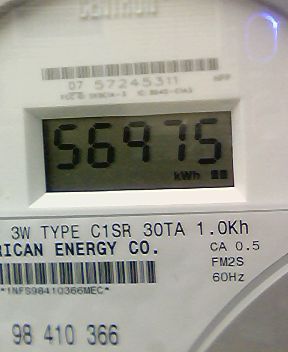 CENTRON
07 57245311
56975
kWh
3W TYPE C1SR 30TA 1.0Kh
RICAN ENERGY CO.
CA 0.5
FM2S
60Hz
*1NFS98410366MEC*
98 410 366